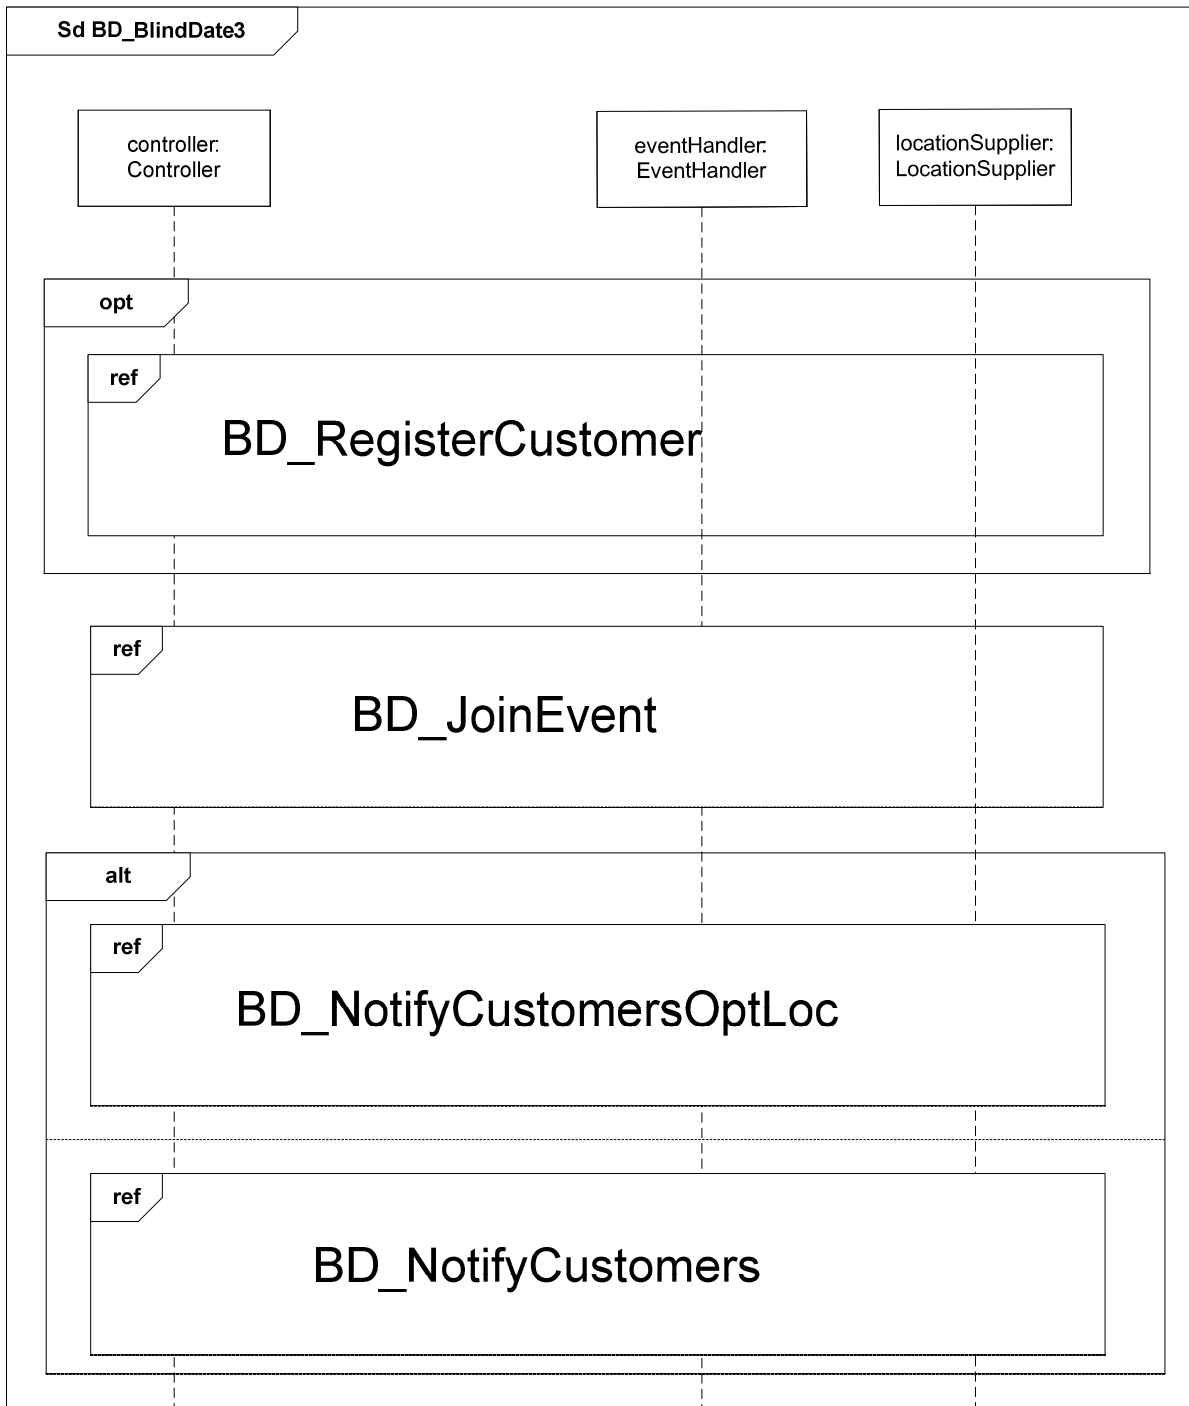 Sd BD_BlindDate3
controller:
Controller
eventHandler:
EventHandler
locationSupplier:
LocationSupplier
opt
ref
BD_RegisterCustomer
ref
BD_JoinEvent
alt
ref
BD_NotifyCustomersOptLoc
ref
BD_NotifyCustomers